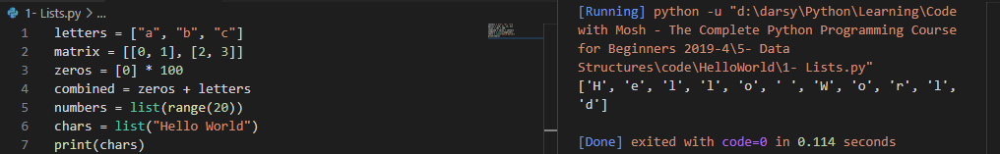 1- Lists.py > ...
1 letters = ["a", "b", "c"]
2 matrix = [[0, 1], [2, 3]]
3 zeros = [0] * 100
4 combined = zeros + letters
5 numbers = list(range(20))
6 chars = list("Hello World")
7 print(chars)
[Running] python -u "d:\darsy\Python\Learning\Code
with Mosh - The Complete Python Programming Course
for Beginners 2019-4\5- Data
Structures\code\HelloWorld\1- Lists.py"
['H', 'e', 'l', 'l', 'o', ' ', 'W', 'o', 'r', 'l',
'd']
[Done] exited with code=0 in 0.114 seconds